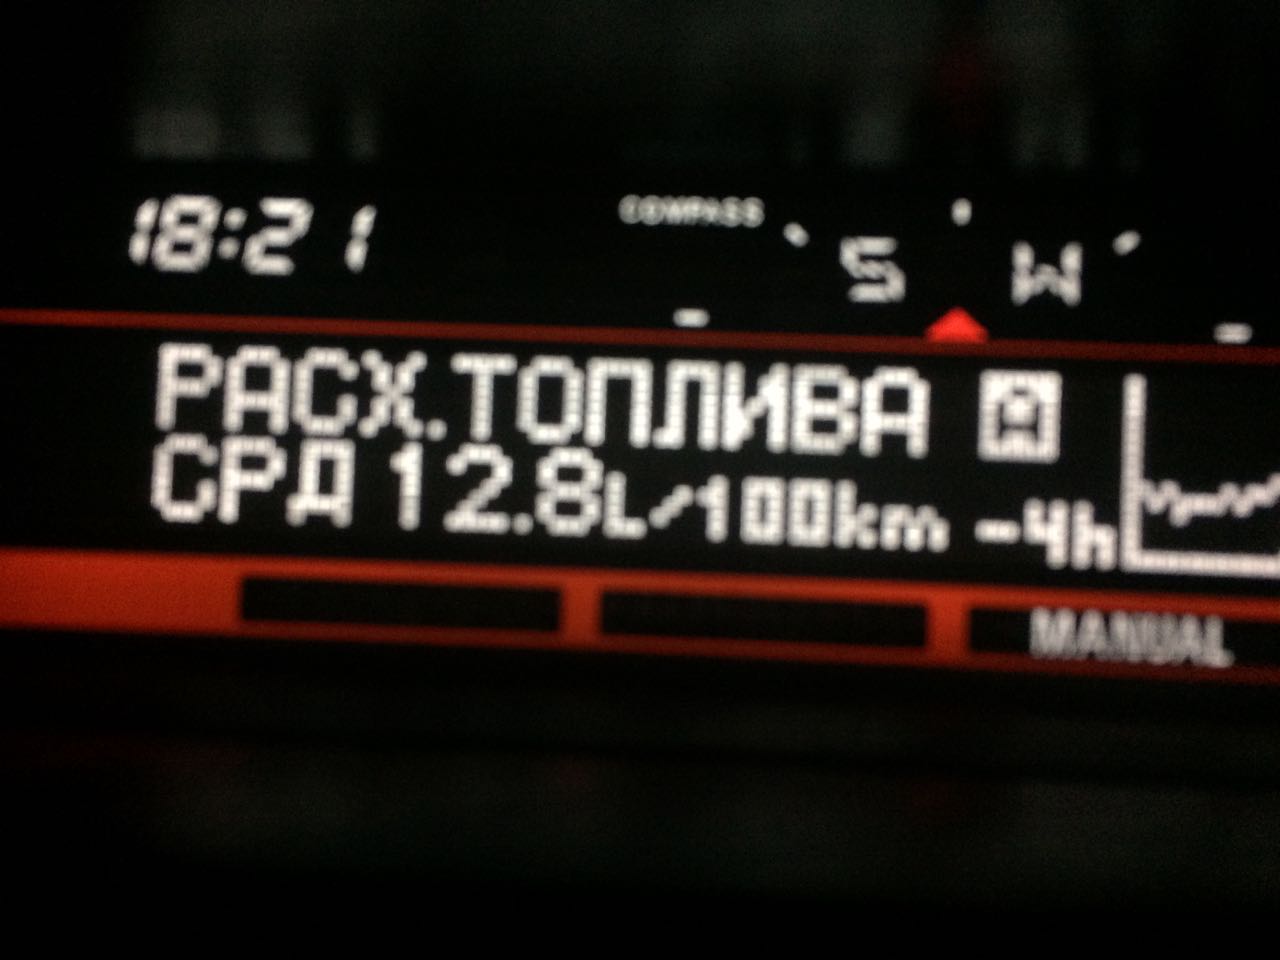 18:21
COMPASS
S W
РАСХ.ТОПЛИВА
СРД 12.8L/100km -4h
MANUAL